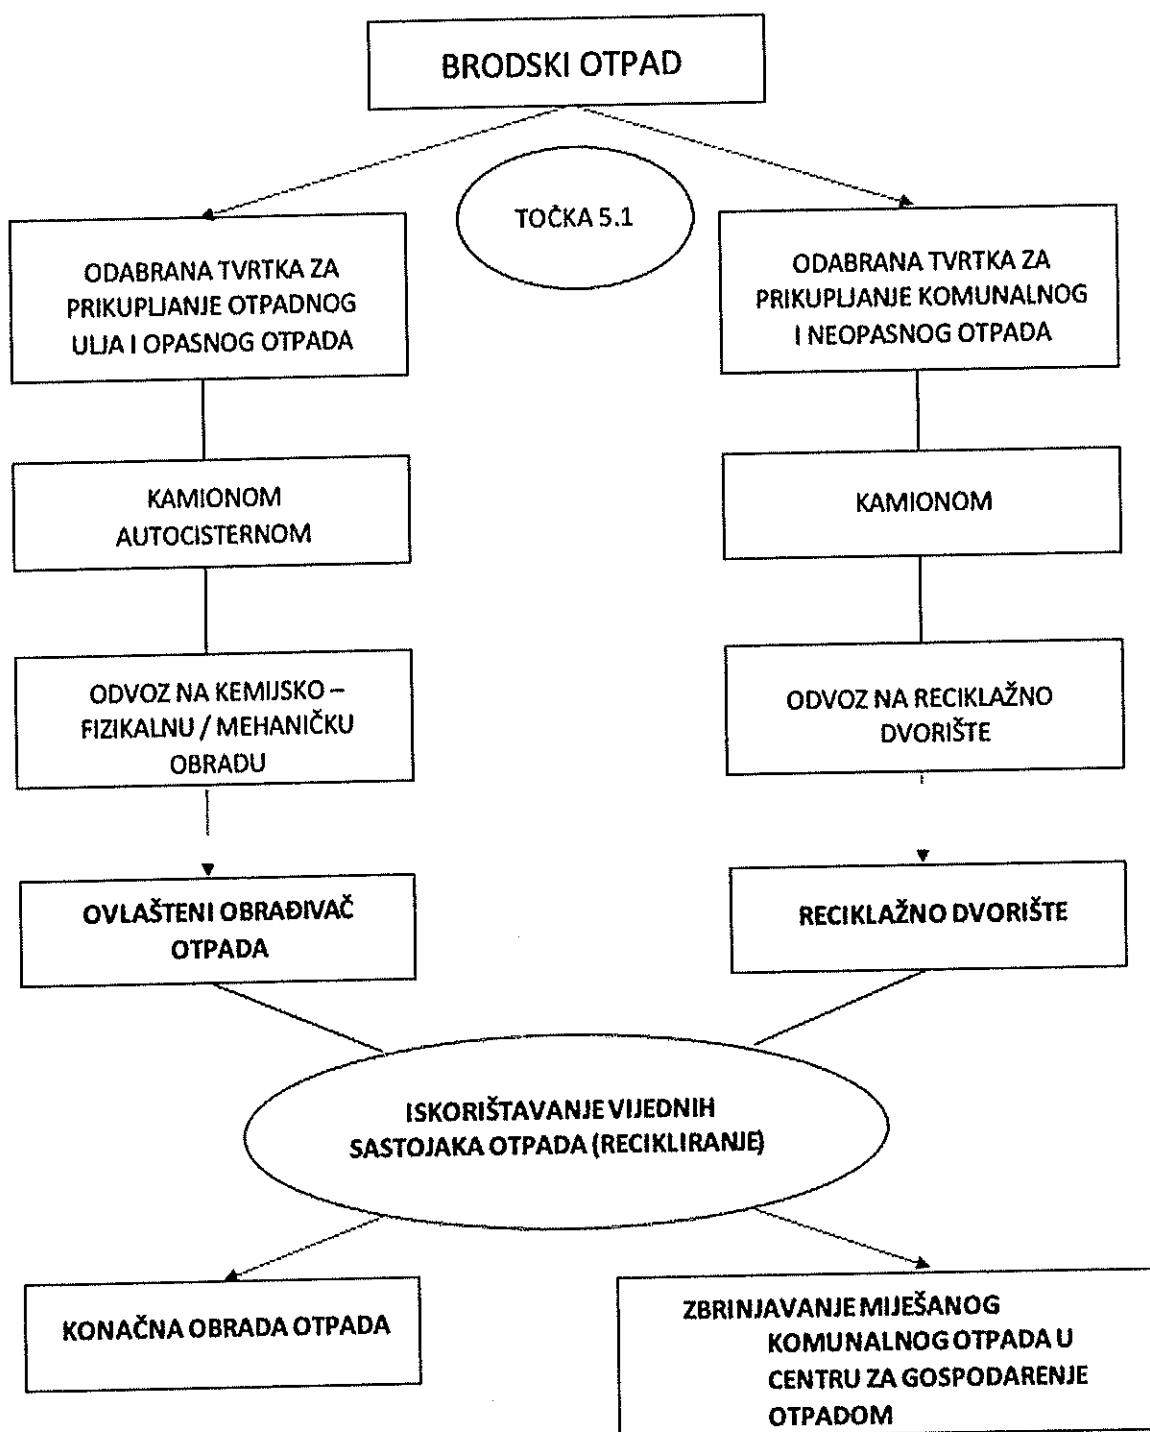 BRODSKI OTPAD
TOČKA 5.1
ODABRANA TVRTKA ZA
PRIKUPLJANJE OTPADNOG
ULJA I OPASNOG OTPADA
ODABRANA TVRTKA ZA
PRIKUPLJANJE KOMUNALNOG
I NEOPASNOG OTPADA
KAMIONOM
AUTOCISTERNOM
KAMIONOM
ODVOZ NA KEMIJSKO –
FIZIKALNU / MEHANIČKU
OBRADU
ODVOZ NA RECIKLAŽNO
DVORIŠTE
OVLAŠTENI OBRAĐIVAČ
OTPADA
RECIKLAŽNO DVORIŠTE
ISKORIŠTAVANJE VIJEDNIH
SASTOJAKA OTPADA (RECIKLIRANJE)
KONAČNA OBRADA OTPADA
ZBRINJAVANJE MIJEŠANOG
KOMUNALNOG OTPADA U
CENTRU ZA GOSPODARENJE
OTPADOM